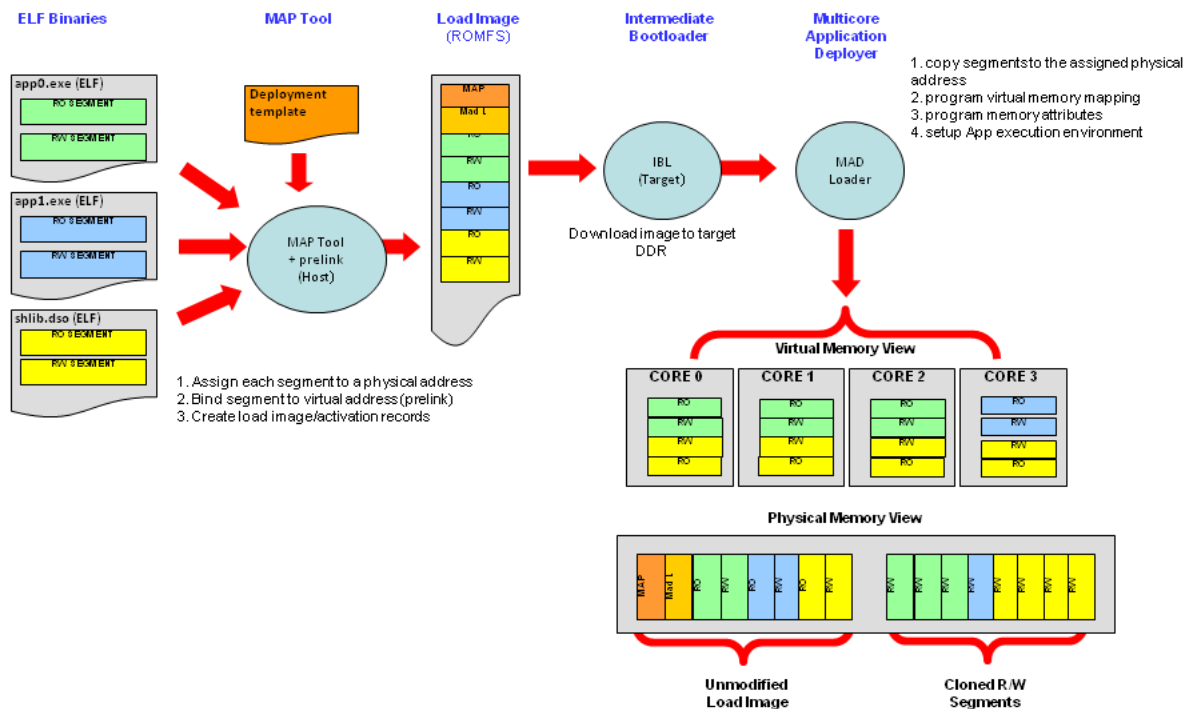 ELF Binaries
MAP Tool
Load Image
(ROMFS)
Intermediate
Bootloader
Multicore
Application
Deployer
app0.exe (ELF)
RO SEGMENT
RW SEGMENT
app1.exe (ELF)
RO SEGMENT
RW SEGMENT
shlib.dso (ELF)
RO SEGMENT
RW SEGMENT
Deployment
template
MAP Tool
+ prelink
(Host)
1. Assign each segment to a physical address
2. Bind segment to virtual address (prelink)
3. Create load image/activation records
MAP
Mad L
RO
RW
RO
RW
RO
RW
IBL
(Target)
Download image to target
DDR
MAD
Loader
1. copy segments to the assigned physical
address
2. program virtual memory mapping
3. program memory attributes
4. setup App execution environment
Virtual Memory View
CORE 0
RO
RW
RW
RO
CORE 1
RO
RW
RW
RO
CORE 2
RO
RW
RW
RO
CORE 3
RO
RW
RW
RO
Physical Memory View
MAP
Mad L
RO
RW
RO
RW
RO
RW
RW
RW
RW
RW
RW
RW
RW
RW
Unmodified
Load Image
Cloned R/W
Segments